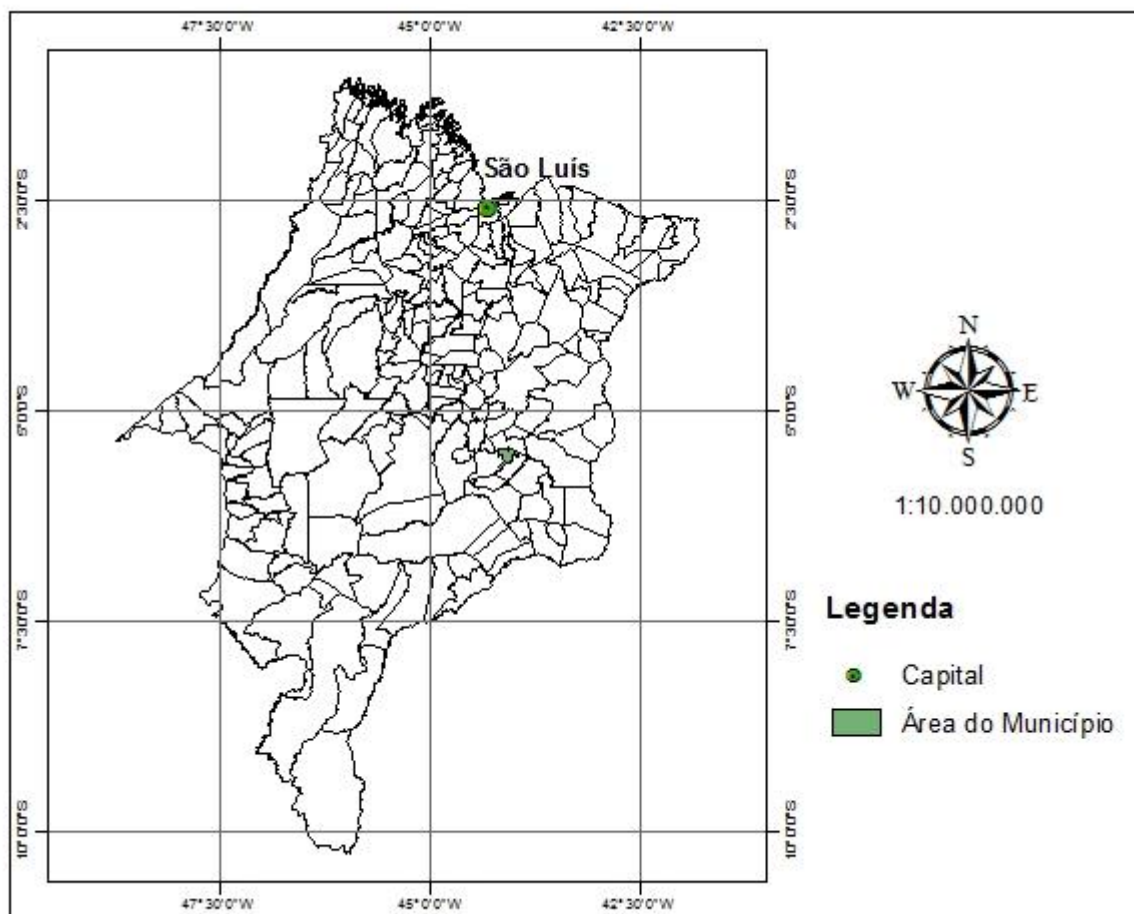 47°30'0"W 45°0'0"W 42°30'0"W
São Luís
2°30'0"S 2°30'0"S
5°0'0"S 5°0'0"S
7°30'0"S 7°30'0"S
10°0'0"S 10°0'0"S
47°30'0"W 45°0'0"W 42°30'0"W
N
W E
S
1:10.000.000
Legenda
Capital
Área do Município